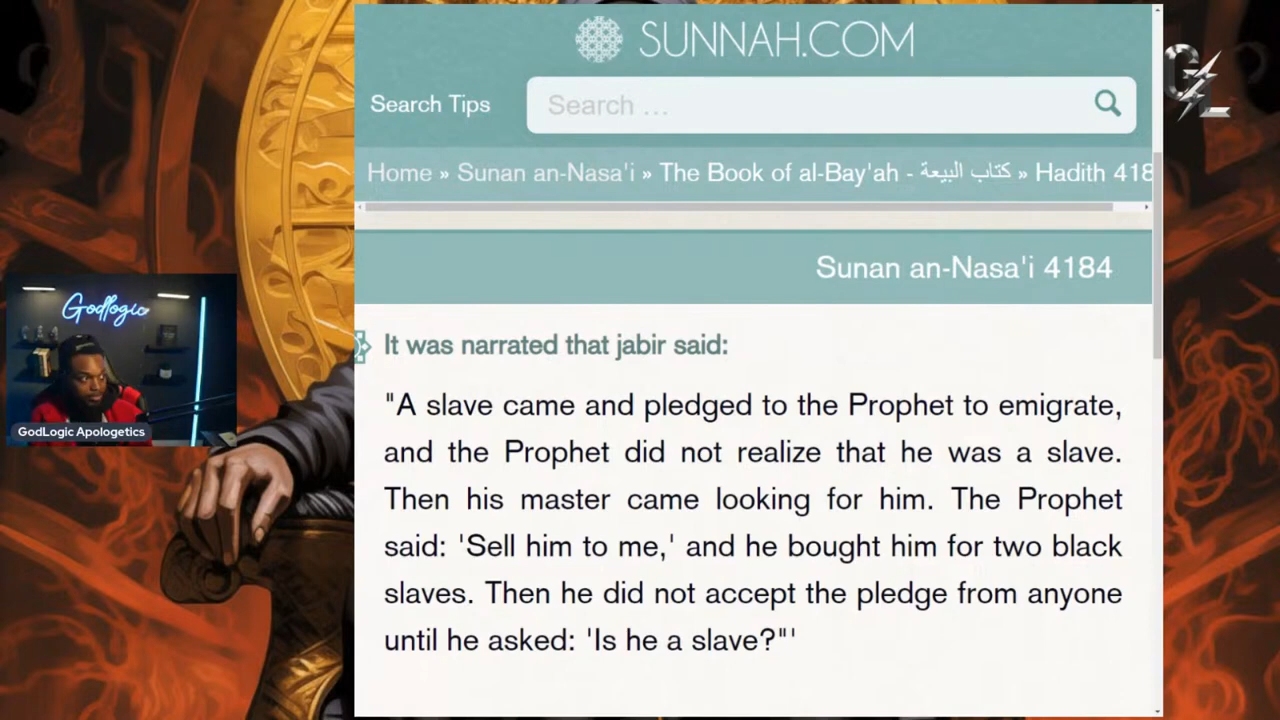 SUNNAH.COM
Search Tips
Search ...
Home » Sunan an-Nasa'i » The Book of al-Bay'ah - كتاب البيعة » Hadith 418
Sunan an-Nasa'i 4184
It was narrated that jabir said:
"A slave came and pledged to the Prophet to emigrate,
and the Prophet did not realize that he was a slave.
Then his master came looking for him. The Prophet
said: 'Sell him to me,' and he bought him for two black
slaves. Then he did not accept the pledge from anyone
until he asked: 'Is he a slave?"'
Godlogic
GodLogic Apologetics
GL